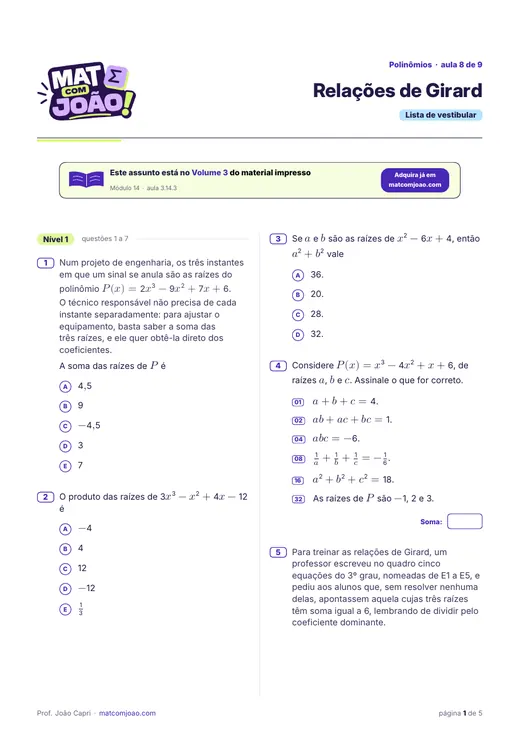 MAT
COM
JOÃO!
Σ
Polinômios · aula 8 de 9
Relações de Girard
Lista de vestibular
Este assunto está no Volume 3 do material impresso
Módulo 14 · aula 3.14.3
Adquira já em
matcomjoao.com
Nível 1 questões 1 a 7
1 Num projeto de engenharia, os três instantes
em que um sinal se anula são as raízes do
polinômio P(x) = 2x³ − 9x² + 7x + 6.
O técnico responsável não precisa de cada
instante separadamente: para ajustar o
equipamento, basta saber a soma das
três raízes, e ele quer obtê-la direto dos
coeficientes.
A soma das raízes de P é
A 4,5
B 9
C −4,5
D 3
E 7
2 O produto das raízes de 3x³ − x² + 4x − 12
é
A −4
B 4
C 12
D −12
E 1/3
3 Se a e b são as raízes de x² − 6x + 4, então
a² + b² vale
A 36.
B 20.
C 28.
D 32.
4 Considere P(x) = x³ − 4x² + x + 6, de
raízes a, b e c. Assinale o que for correto.
01 a + b + c = 4.
02 ab + ac + bc = 1.
04 abc = −6.
08 1/a + 1/b + 1/c = −1/6.
16 a² + b² + c² = 18.
32 As raízes de P são −1, 2 e 3.
Soma:
5 Para treinar as relações de Girard, um
professor escreveu no quadro cinco
equações do 3º grau, nomeadas de E1 a E5, e
pediu aos alunos que, sem resolver nenhuma
delas, apontassem aquela cujas três raízes
têm soma igual a 6, lembrando de dividir pelo
coeficiente dominante.
Prof. João Capri · matcomjoao.com
página 1 de 5